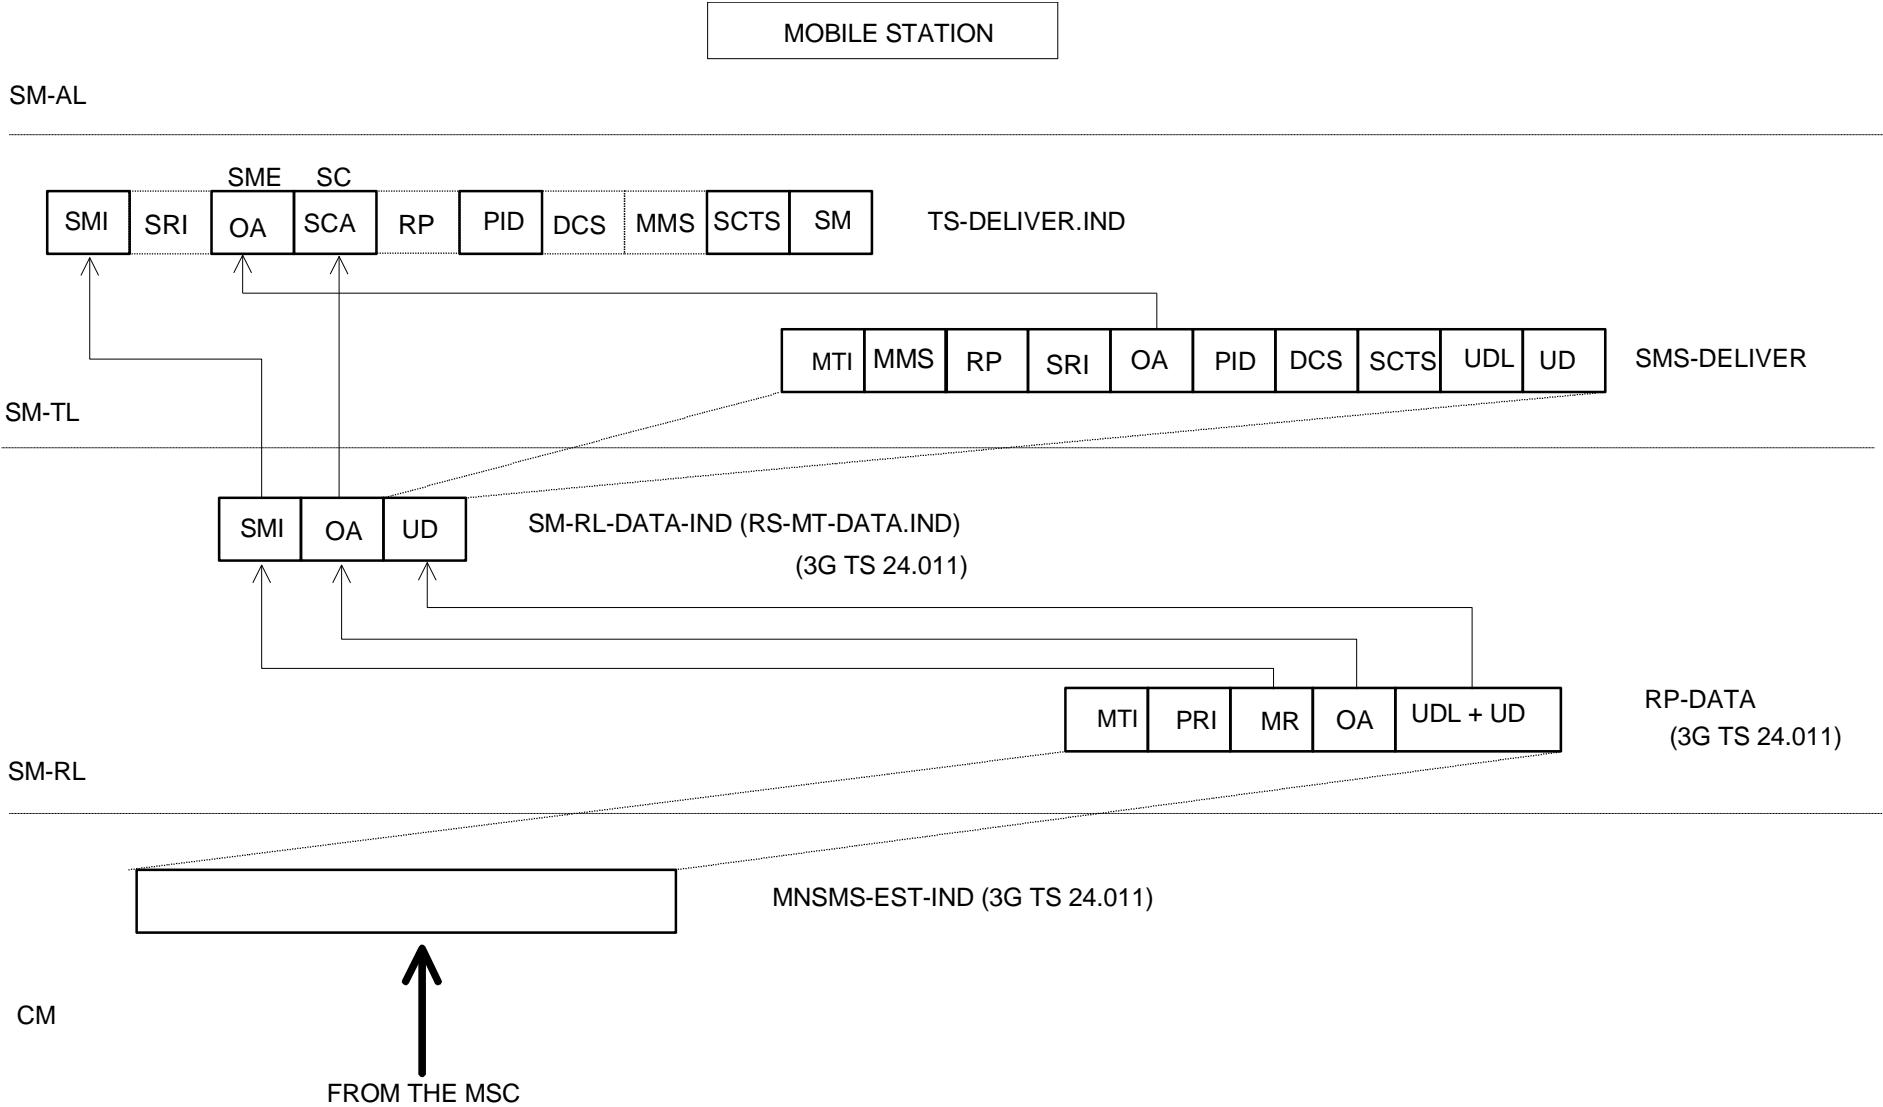 MOBILE STATION
SM-AL
SME SC
SMI SRI OA SCA RP PID DCS MMS SCTS SM TS-DELIVER.IND
MTI MMS RP SRI OA PID DCS SCTS UDL UD SMS-DELIVER
SM-TL
SMI OA UD SM-RL-DATA-IND (RS-MT-DATA.IND)
(3G TS 24.011)
MTI PRI MR OA UDL + UD RP-DATA
(3G TS 24.011)
SM-RL
MNSMS-EST-IND (3G TS 24.011)
CM
FROM THE MSC